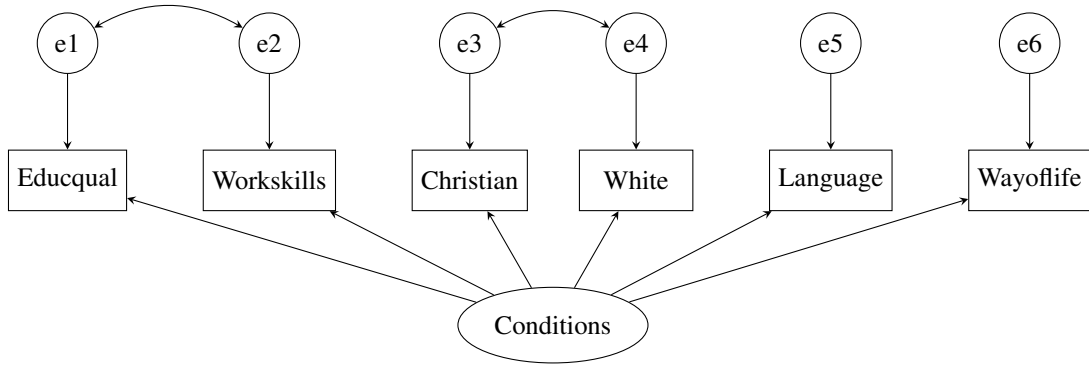 e1 e2 e3 e4 e5 e6
Educqual Workskills Christian White Language Wayoflife
Conditions